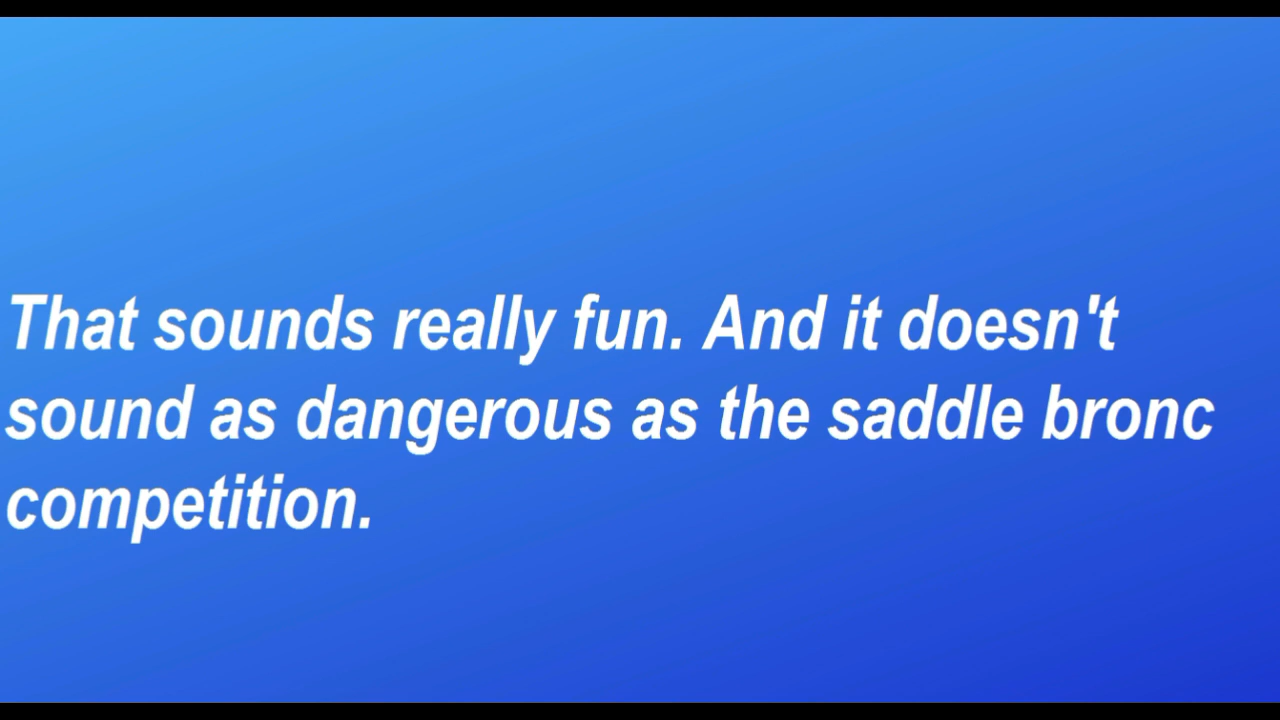 That sounds really fun. And it doesn't
sound as dangerous as the saddle bronc
competition.